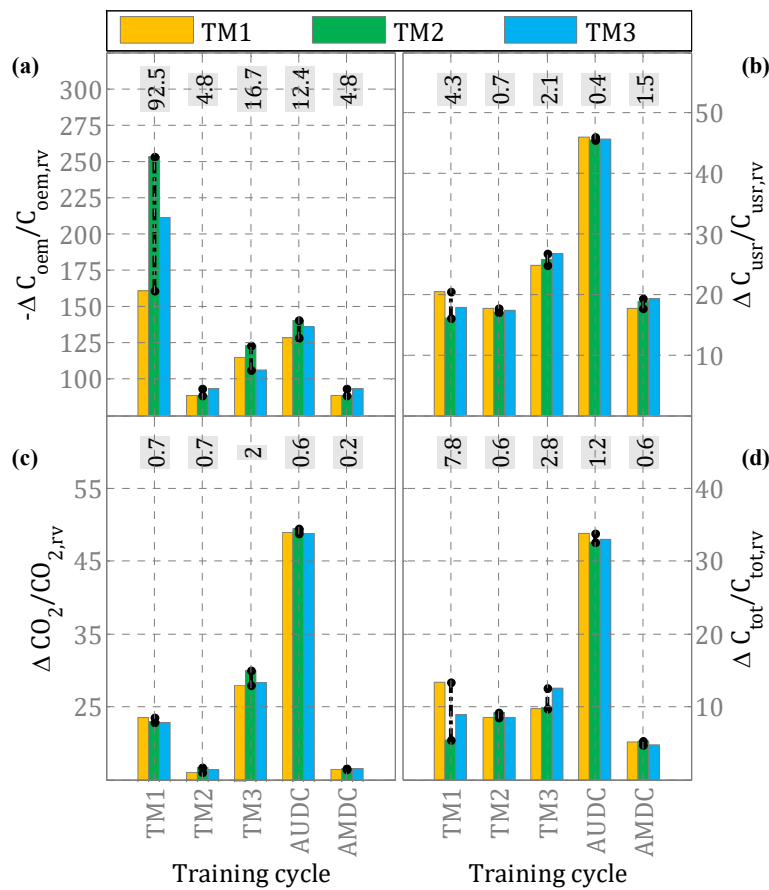 TM1 TM2 TM3
(a)
92.5 4.8 16.7 12.4 4.8
300
275
250
225
200
175
150
125
100
-Δ C_oem/C_oem,rv
(b)
4.3 0.7 2.1 0.4 1.5
50
40
30
20
10
Δ C_usr/C_usr,rv
(c)
0.7 0.7 2 0.6 0.2
55
45
35
25
Δ CO₂/CO₂,rv
TM1 TM2 TM3 AUDC AMDC
Training cycle
(d)
7.8 0.6 2.8 1.2 0.6
40
30
20
10
Δ C_tot/C_tot,rv
TM1 TM2 TM3 AUDC AMDC
Training cycle